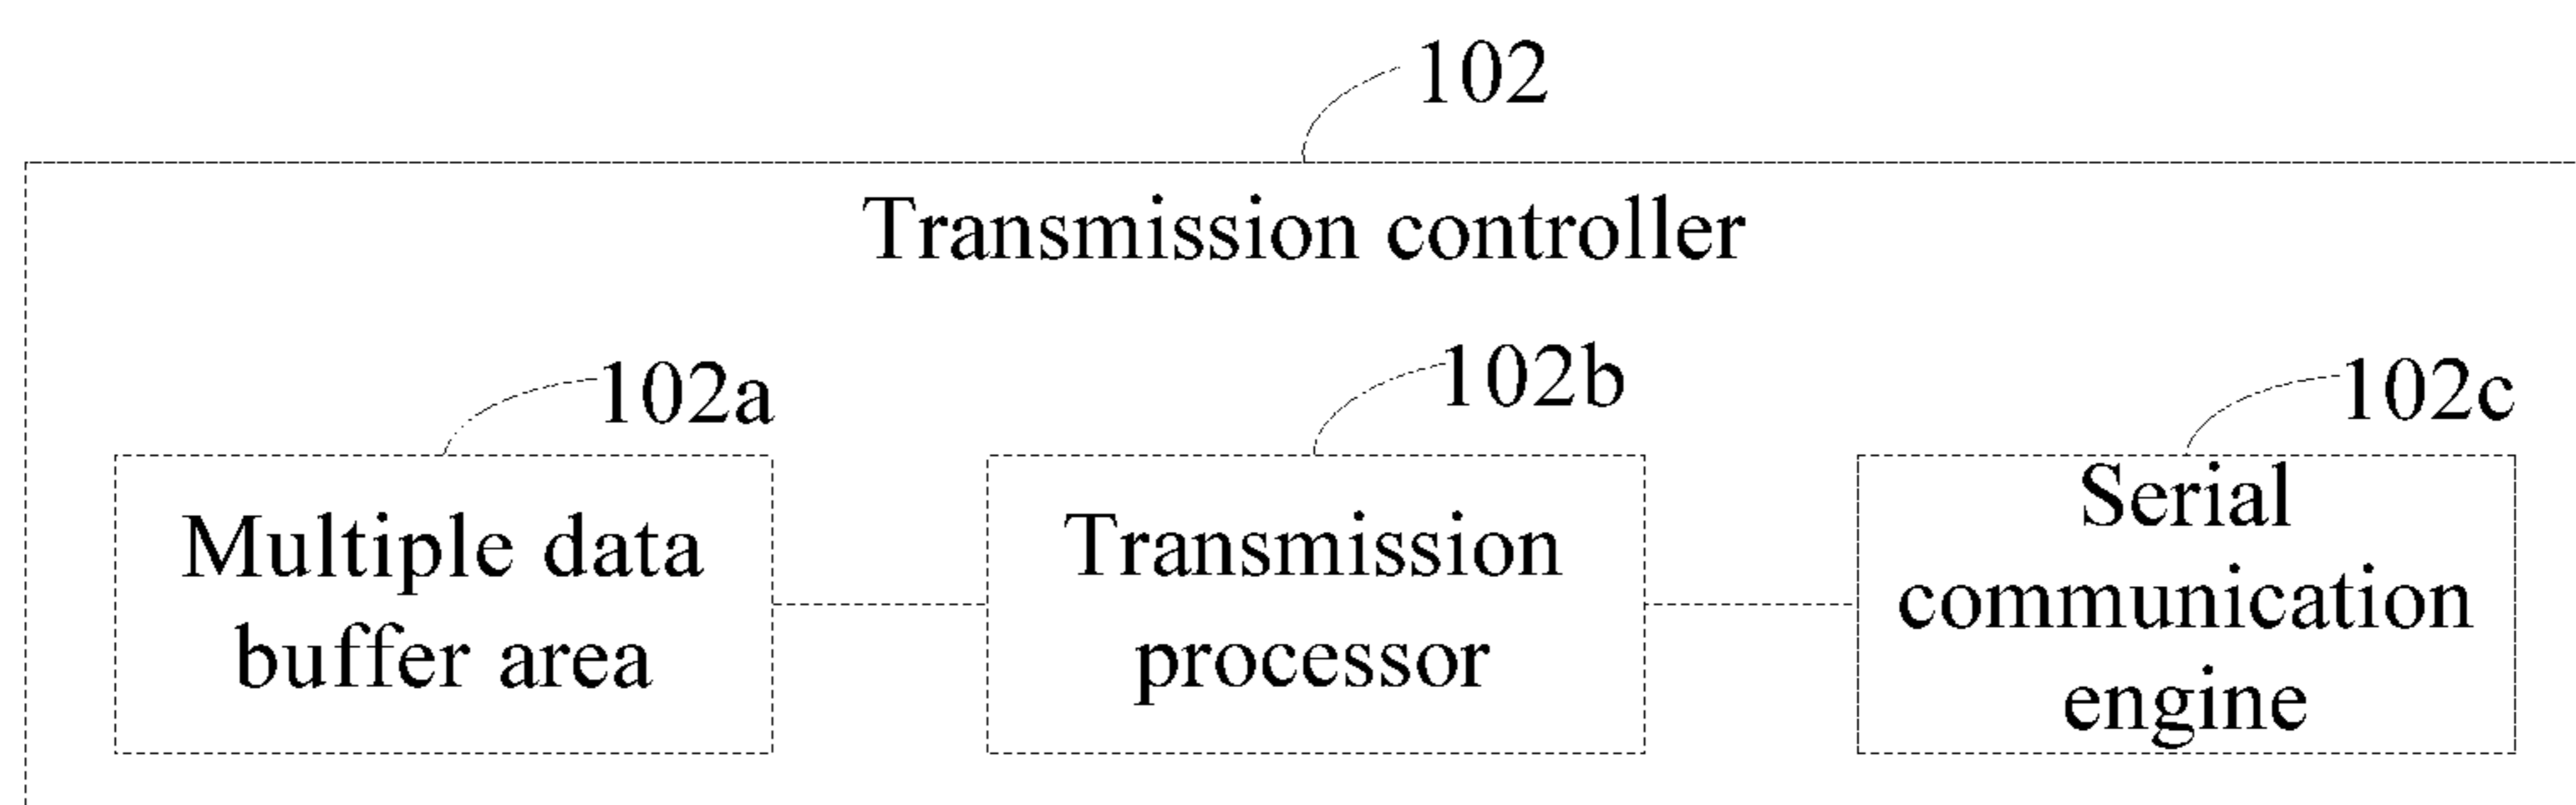 102
Transmission controller
102a
102b
102c
Multiple data
buffer area
Transmission
processor
Serial
communication
engine